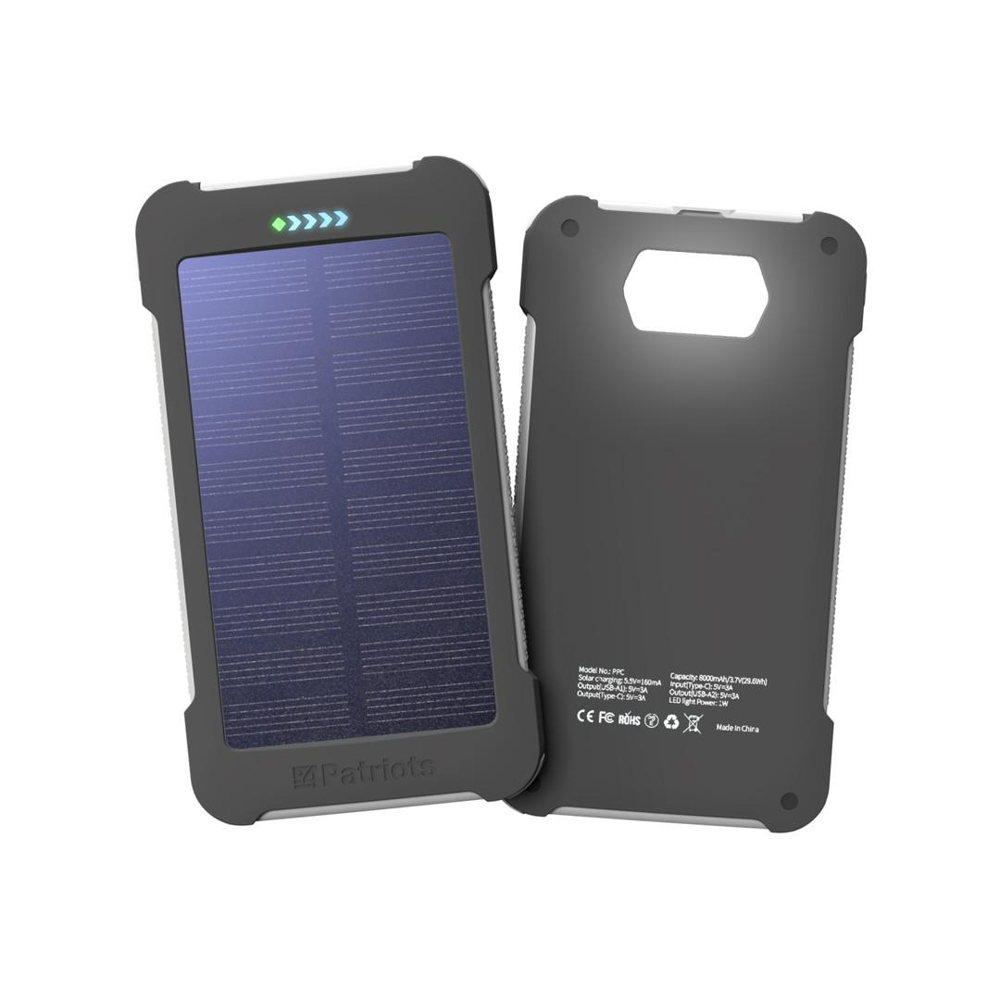 4Patriots
Model No.: PPC
Solar charging: 5.5V=160mA
Output(USB-A1): 5V=3A
Output(Type-C): 5V=3A
Capacity: 8000mAh/3.7V(29.6Wh)
Input(Type-C): 5V=3A
Output(USB-A2): 5V=3A
LED light Power: 1W
CE FC RoHS
Made In China